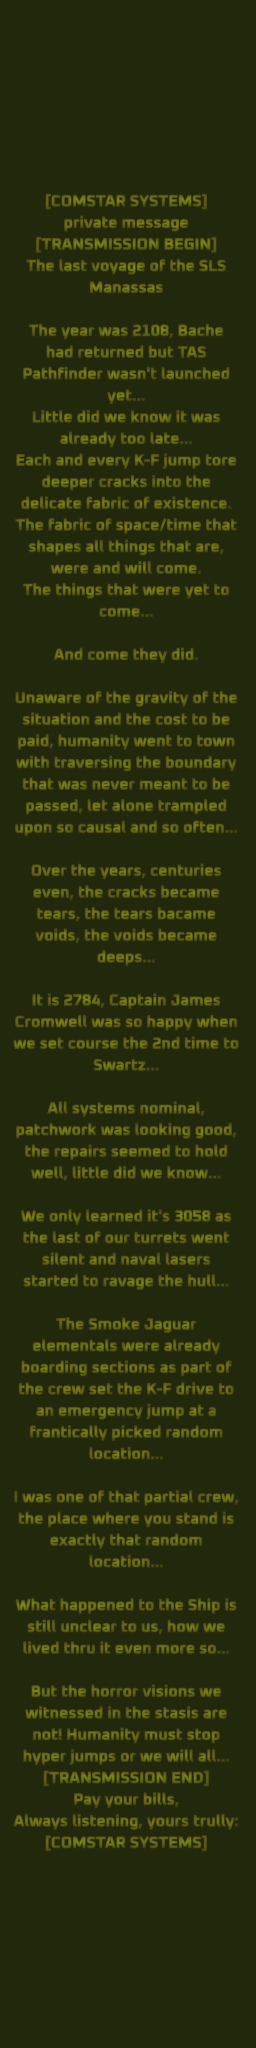 [COMSTAR SYSTEMS]
private message
[TRANSMISSION BEGIN]
The last voyage of the SLS
Manassas
The year was 2108, Bache
had returned but TAS
Pathfinder wasn't launched
yet...
Little did we know it was
already too late...
Each and every K-F jump tore
deeper cracks into the
delicate fabric of existence.
The fabric of space/time that
shapes all things that are,
were and will come.
The things that were yet to
come...
And come they did.
Unaware of the gravity of the
situation and the cost to be
paid, humanity went to town
with traversing the boundary
that was never meant to be
passed, let alone trampled
upon so causal and so often...
Over the years, centuries
even, the cracks became
tears, the tears bacame
voids, the voids became
deeps...
It is 2784, Captain James
Cromwell was so happy when
we set course the 2nd time to
Swartz...
All systems nominal,
patchwork was looking good,
the repairs seemed to hold
well, little did we know...
We only learned it's 3058 as
the last of our turrets went
silent and naval lasers
started to ravage the hull...
The Smoke Jaguar
elementals were already
boarding sections as part of
the crew set the K-F drive to
an emergency jump at a
frantically picked random
location...
I was one of that partial crew,
the place where you stand is
exactly that random
location...
What happened to the Ship is
still unclear to us, how we
lived thru it even more so...
But the horror visions we
witnessed in the stasis are
not! Humanity must stop
hyper jumps or we will all...
[TRANSMISSION END]
Pay your bills,
Always listening, yours trully:
[COMSTAR SYSTEMS]